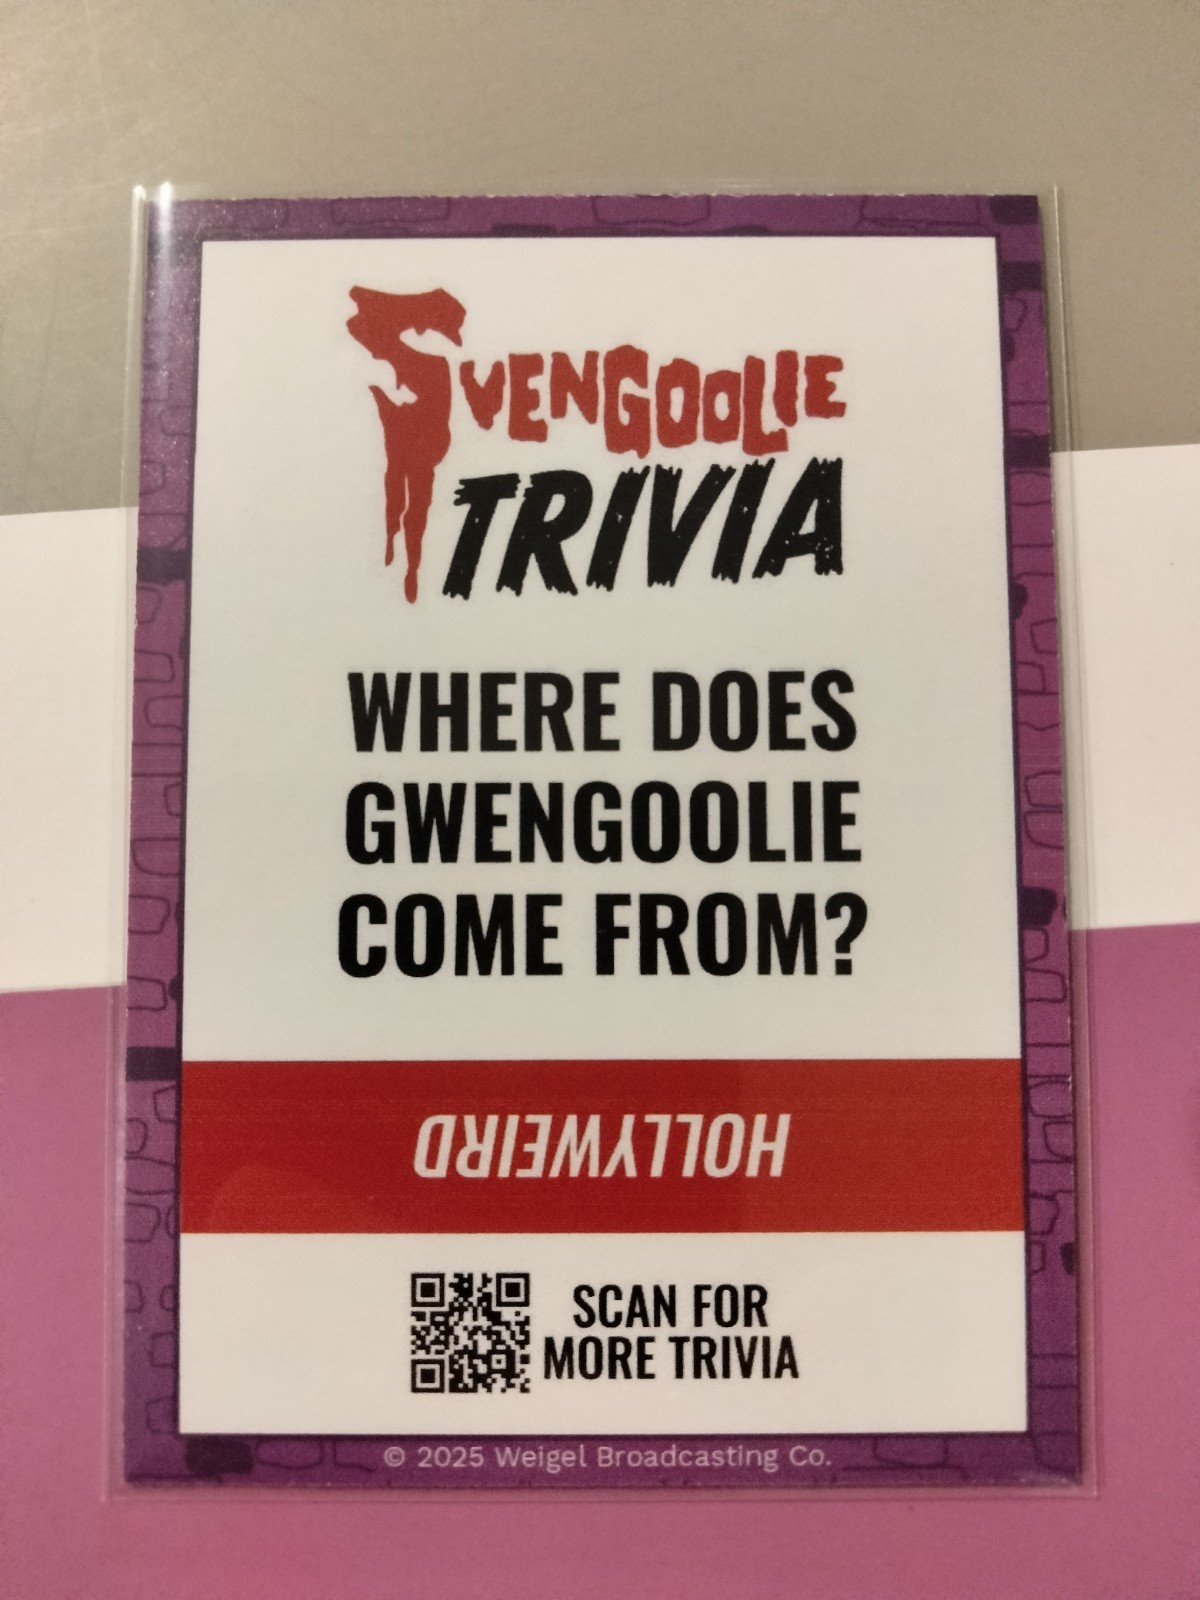 SVENGOOLIE
TRIVIA
WHERE DOES
GWENGOOLIE
COME FROM?
HOLLYWEIRD
SCAN FOR
MORE TRIVIA
© 2025 Weigel Broadcasting Co.